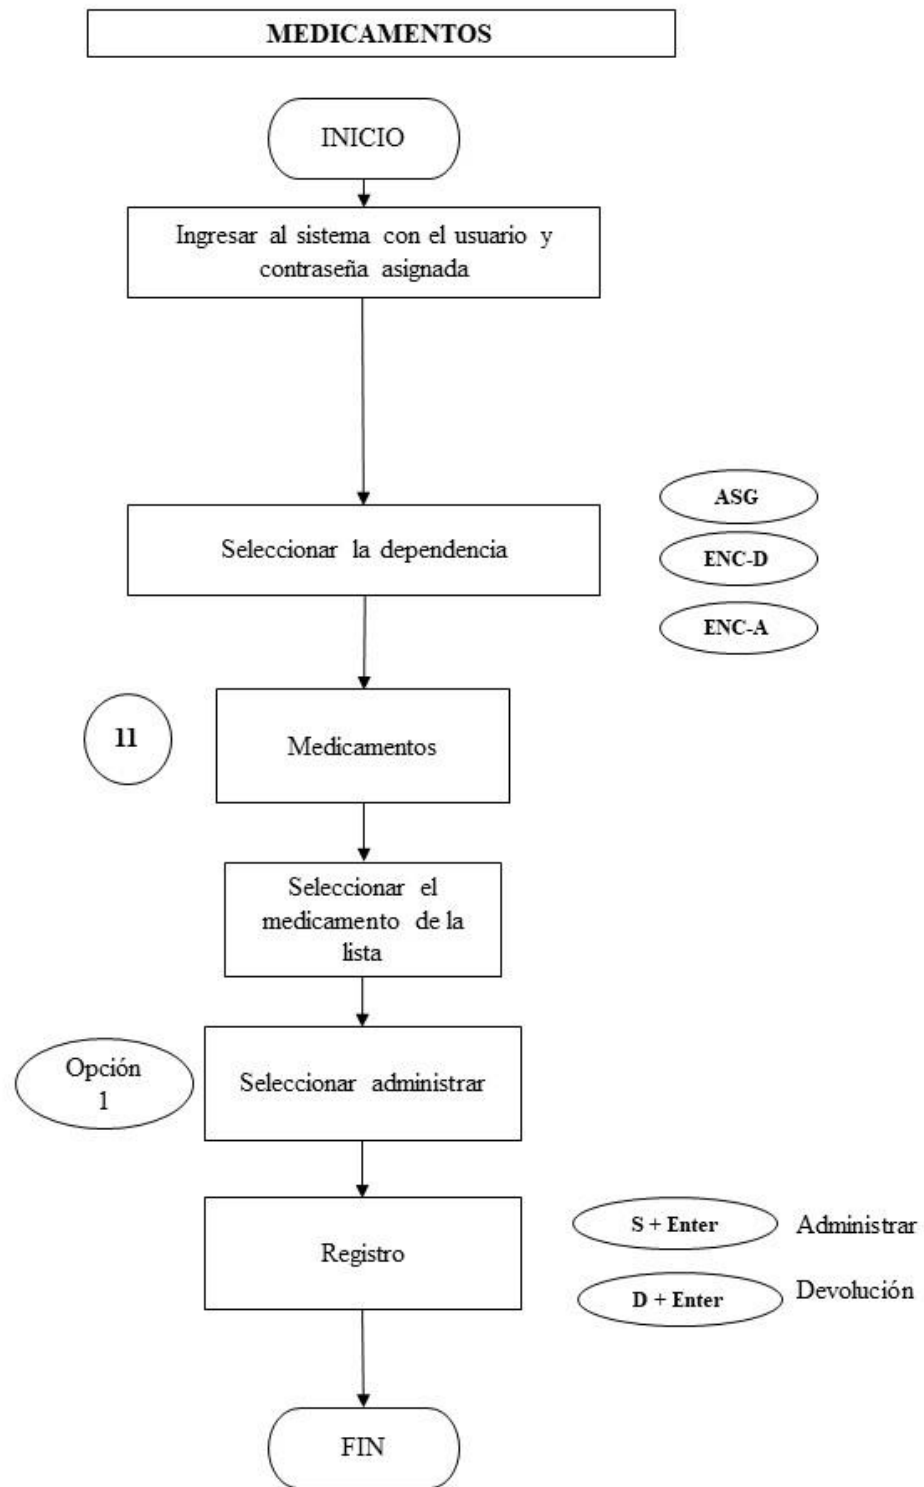 MEDICAMENTOS
INICIO
Ingresar al sistema con el usuario y
contraseña asignada
Seleccionar la dependencia
ASG
ENC-D
ENC-A
11
Medicamentos
Seleccionar el
medicamento de la
lista
Opción
1
Seleccionar administrar
Registro
S + Enter Administrar
D + Enter Devolución
FIN